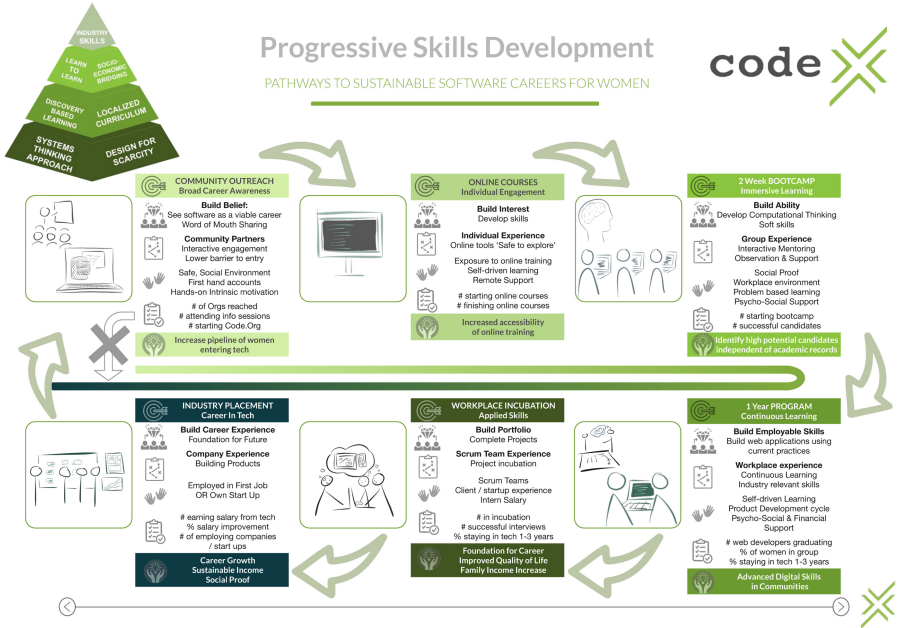 INDUSTRY
SKILLS
LEARN
TO
LEARN
SOCIO-
ECONOMIC
BRIDGING
DISCOVERY
BASED
LEARNING
LOCALIZED
CURRICULUM
SYSTEMS
THINKING
APPROACH
DESIGN FOR
SCARCITY
Progressive Skills Development
PATHWAYS TO SUSTAINABLE SOFTWARE CAREERS FOR WOMEN
code X
COMMUNITY OUTREACH
Broad Career Awareness
Build Belief:
See software as a viable career
Word of Mouth Sharing
Community Partners
Interactive engagement
Lower barrier to entry
Safe, Social Environment
First hand accounts
Hands-on Intrinsic motivation
# of Orgs reached
# attending info sessions
# starting Code.Org
Increase pipeline of women
entering tech
ONLINE COURSES
Individual Engagement
Build Interest
Develop skills
Individual Experience
Online tools ‘Safe to explore’
Exposure to online training
Self-driven learning
Remote Support
# starting online courses
# finishing online courses
Increased accessibility
of online training
2 Week BOOTCAMP
Immersive Learning
Build Ability
Develop Computational Thinking
Soft skills
Group Experience
Interactive Mentoring
Observation & Support
Social Proof
Workplace environment
Problem based learning
Psycho-Social Support
# starting bootcamp
# successful candidates
Identify high potential candidates
independent of academic records
INDUSTRY PLACEMENT
Career In Tech
Build Career Experience
Foundation for Future
Company Experience
Building Products
Employed in First Job
OR Own Start Up
# earning salary from tech
% salary improvement
# of employing companies
/ start ups
Career Growth
Sustainable Income
Social Proof
WORKPLACE INCUBATION
Applied Skills
Build Portfolio
Complete Projects
Scrum Team Experience
Project incubation
Scrum Teams
Client / startup experience
Intern Salary
# in incubation
# successful interviews
% staying in tech 1-3 years
Foundation for Career
Improved Quality of Life
Family Income Increase
1 Year PROGRAM
Continuous Learning
Build Employable Skills
Build web applications using
current practices
Workplace experience
Continuous Learning
Industry relevant skills
Self-driven Learning
Product Development cycle
Psycho-Social & Financial
Support
# web developers graduating
% of women in group
% staying in tech 1-3 years
Advanced Digital Skills
in Communities